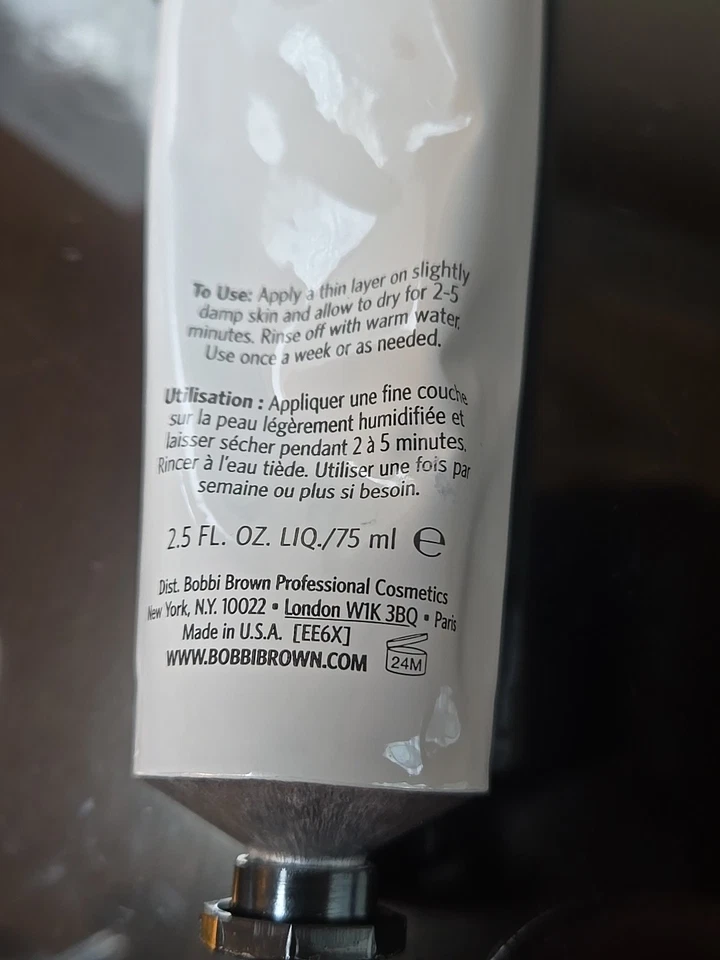 To Use: Apply a thin layer on slightly
damp skin and allow to dry for 2-5
minutes. Rinse off with warm water.
Use once a week or as needed.
Utilisation : Appliquer une fine couche
sur la peau légèrement humidifiée et
laisser sécher pendant 2 à 5 minutes.
Rincer à l'eau tiède. Utiliser une fois par
semaine ou plus si besoin.
2.5 FL. OZ. LIQ./75 ml ℮
Dist. Bobbi Brown Professional Cosmetics
New York, N.Y. 10022 ▪ London W1K 3BQ ▪ Paris
Made in U.S.A. [EE6X]
WWW.BOBBIBROWN.COM 24M